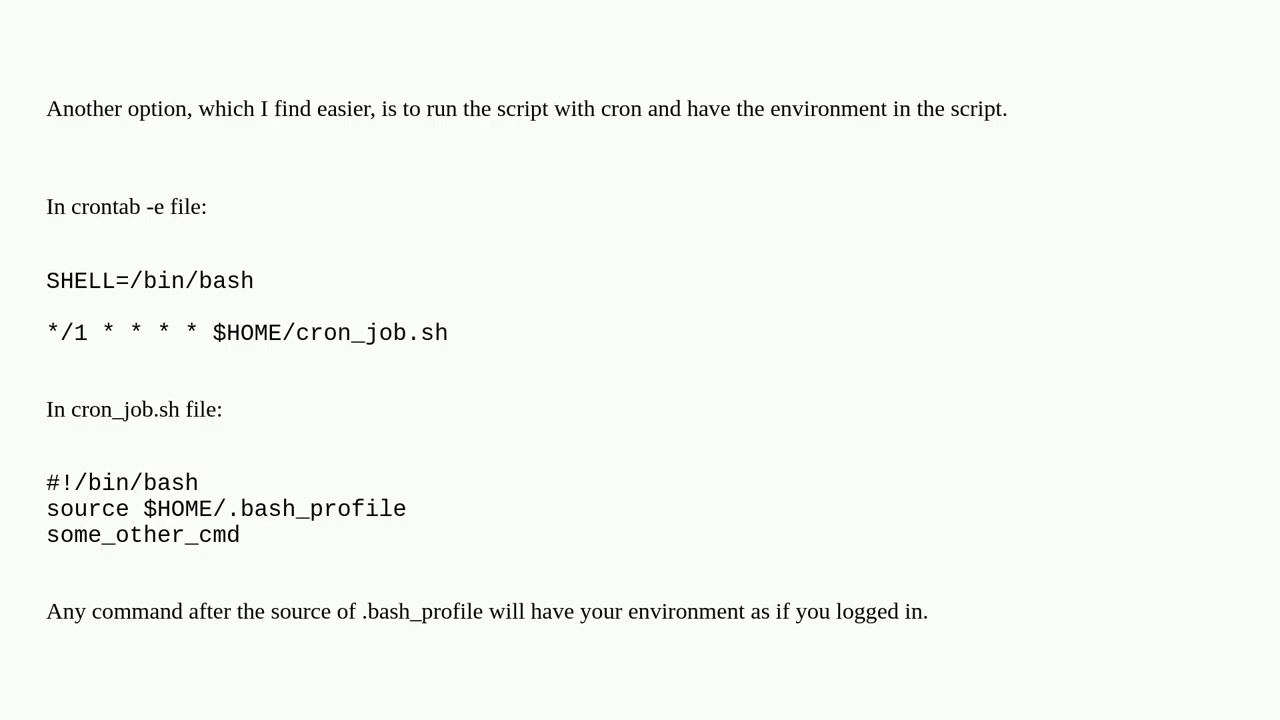 Another option, which I find easier, is to run the script with cron and have the environment in the script.
In crontab -e file:
SHELL=/bin/bash
*/1 * * * * $HOME/cron_job.sh
In cron_job.sh file:
#!/bin/bash
source $HOME/.bash_profile
some_other_cmd
Any command after the source of .bash_profile will have your environment as if you logged in.